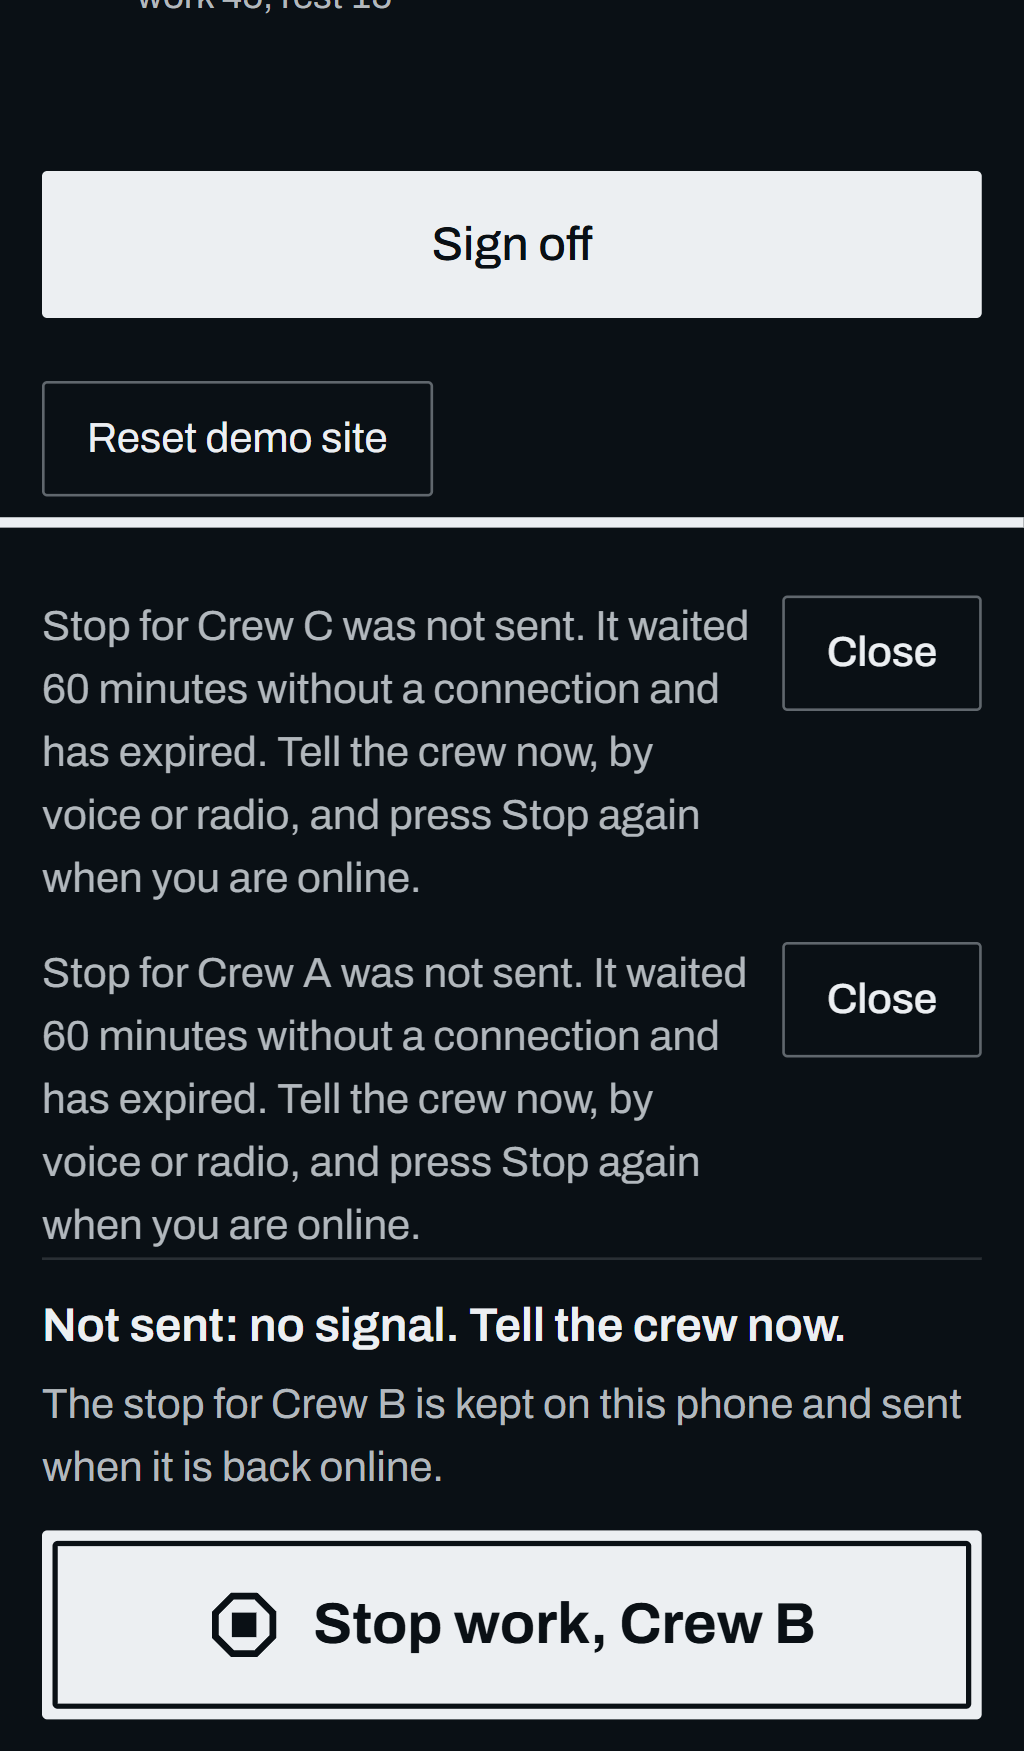 Sign off
Reset demo site
Stop for Crew C was not sent. It waited
60 minutes without a connection and
has expired. Tell the crew now, by
voice or radio, and press Stop again
when you are online.
Close
Stop for Crew A was not sent. It waited
60 minutes without a connection and
has expired. Tell the crew now, by
voice or radio, and press Stop again
when you are online.
Close
Not sent: no signal. Tell the crew now.
The stop for Crew B is kept on this phone and sent
when it is back online.
Stop work, Crew B